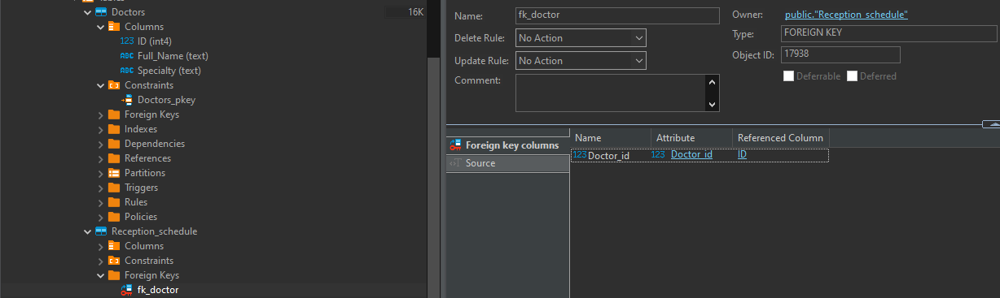 Doctors 16K
Columns
123 ID (int4)
ABC Full_Name (text)
ABC Specialty (text)
Constraints
Doctors_pkey
Foreign Keys
Indexes
Dependencies
References
Partitions
Triggers
Rules
Policies
Reception_schedule
Columns
Constraints
Foreign Keys
fk_doctor
Name: fk_doctor
Delete Rule: No Action
Update Rule: No Action
Comment:
Owner: public."Reception_schedule"
Type: FOREIGN KEY
Object ID: 17938
Deferrable Deferred
Foreign key columns
Source
Name Attribute Referenced Column
123 Doctor_id 123 Doctor_id ID